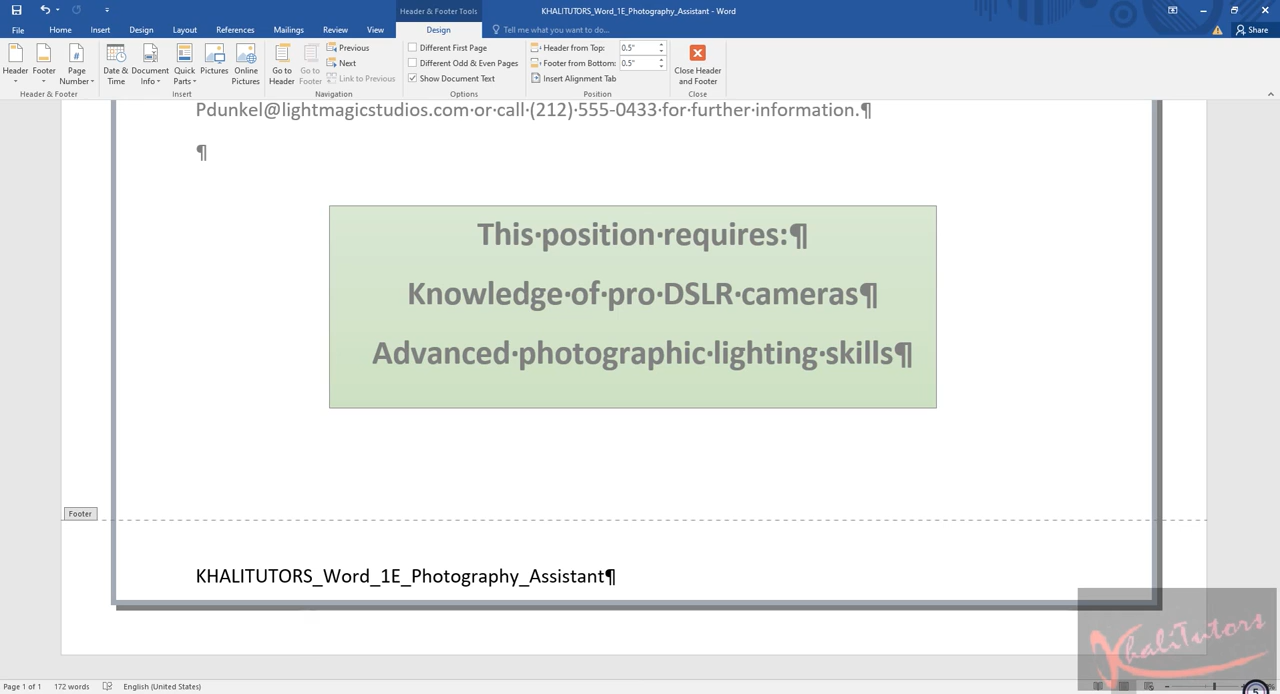 Header & Footer Tools
KHALITUTORS_Word_1E_Photography_Assistant - Word
File Home Insert Design Layout References Mailings Review View Design Tell me what you want to do... Share
Header Footer Page Number
Header & Footer
Date & Time Document Info Quick Parts Pictures Online Pictures
Insert
Go to Header Go to Footer Previous Next Link to Previous
Navigation
Different First Page
Different Odd & Even Pages
Show Document Text
Options
Header from Top: 0.5"
Footer from Bottom: 0.5"
Insert Alignment Tab
Position
Close Header and Footer
Close
Pdunkel@lightmagicstudios.com·or·call·(212)·555-0433·for·further·information.¶
¶
This·position·requires:¶
Knowledge·of·pro·DSLR·cameras¶
Advanced·photographic·lighting·skills¶
Footer
KHALITUTORS_Word_1E_Photography_Assistant¶
KhaliTutors
Page 1 of 1 172 words English (United States)